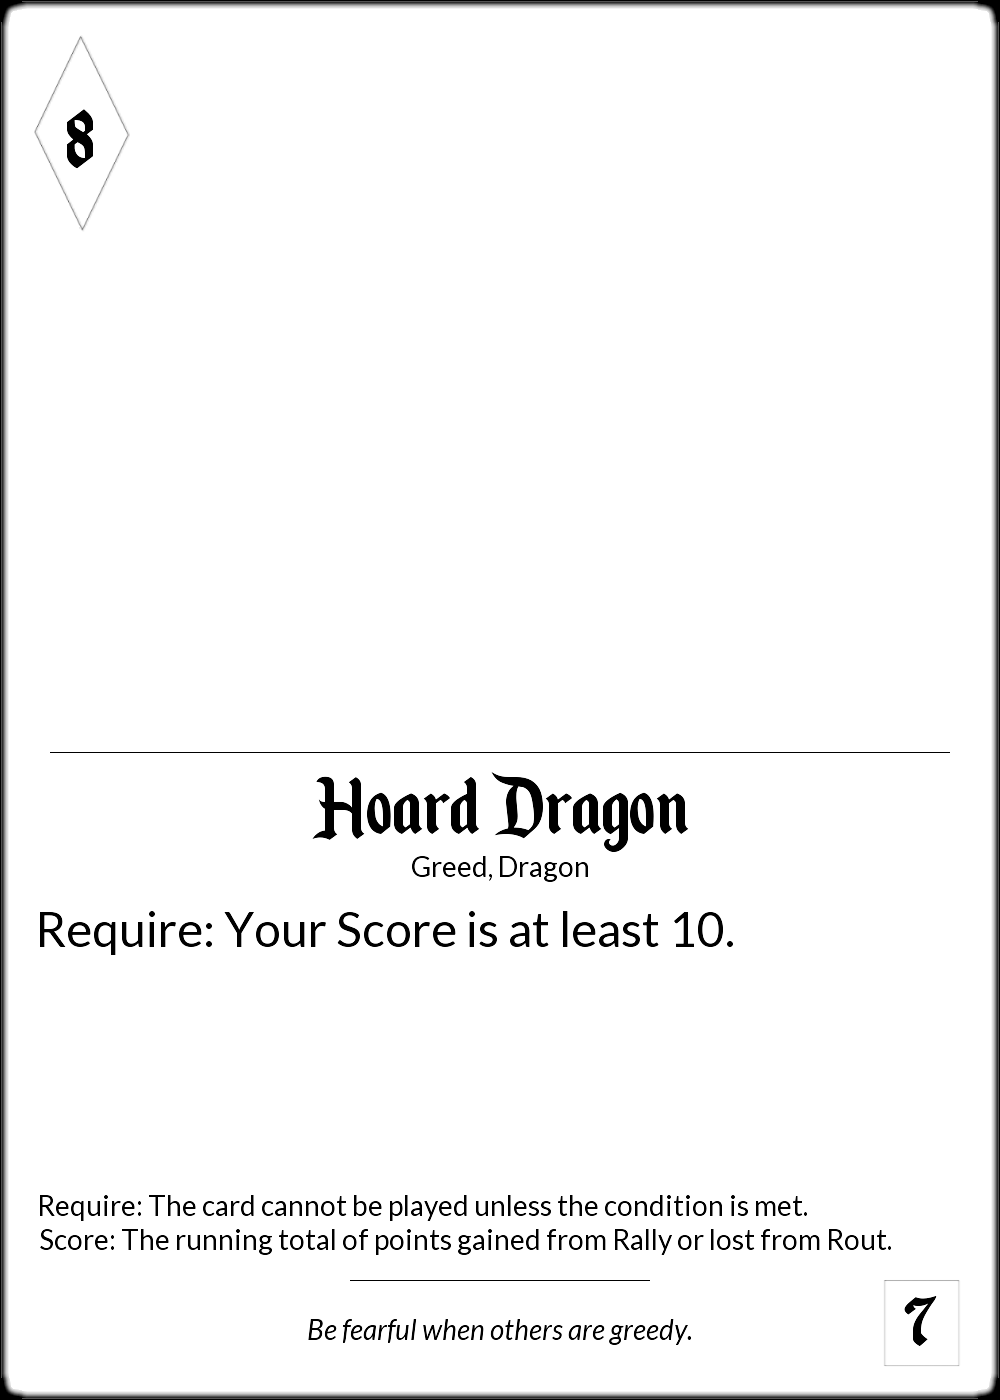 8
Hoard Dragon
Greed, Dragon
Require: Your Score is at least 10.
Require: The card cannot be played unless the condition is met.
Score: The running total of points gained from Rally or lost from Rout.
Be fearful when others are greedy.
7